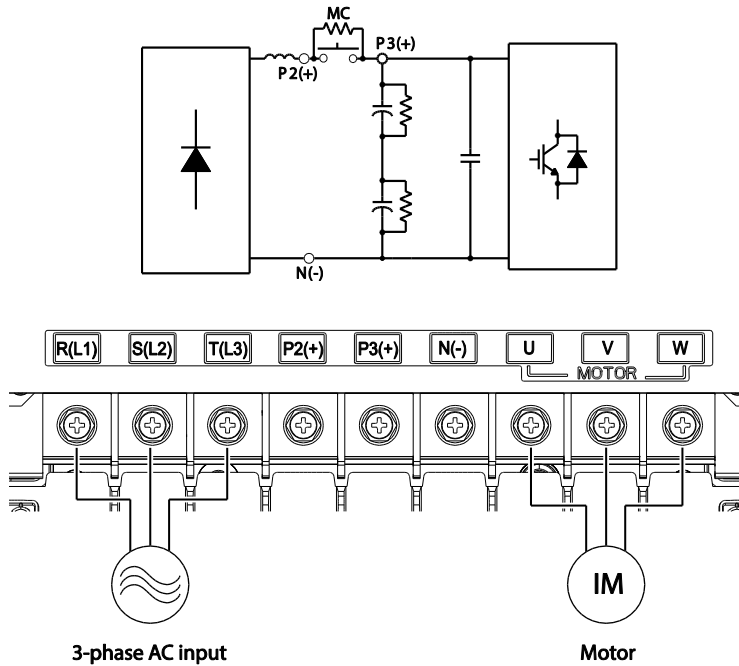 MC
P2(+)
P3(+)
N(-)
R(L1) S(L2) T(L3) P2(+) P3(+) N(-) U V W
MOTOR
IM
3-phase AC input
Motor